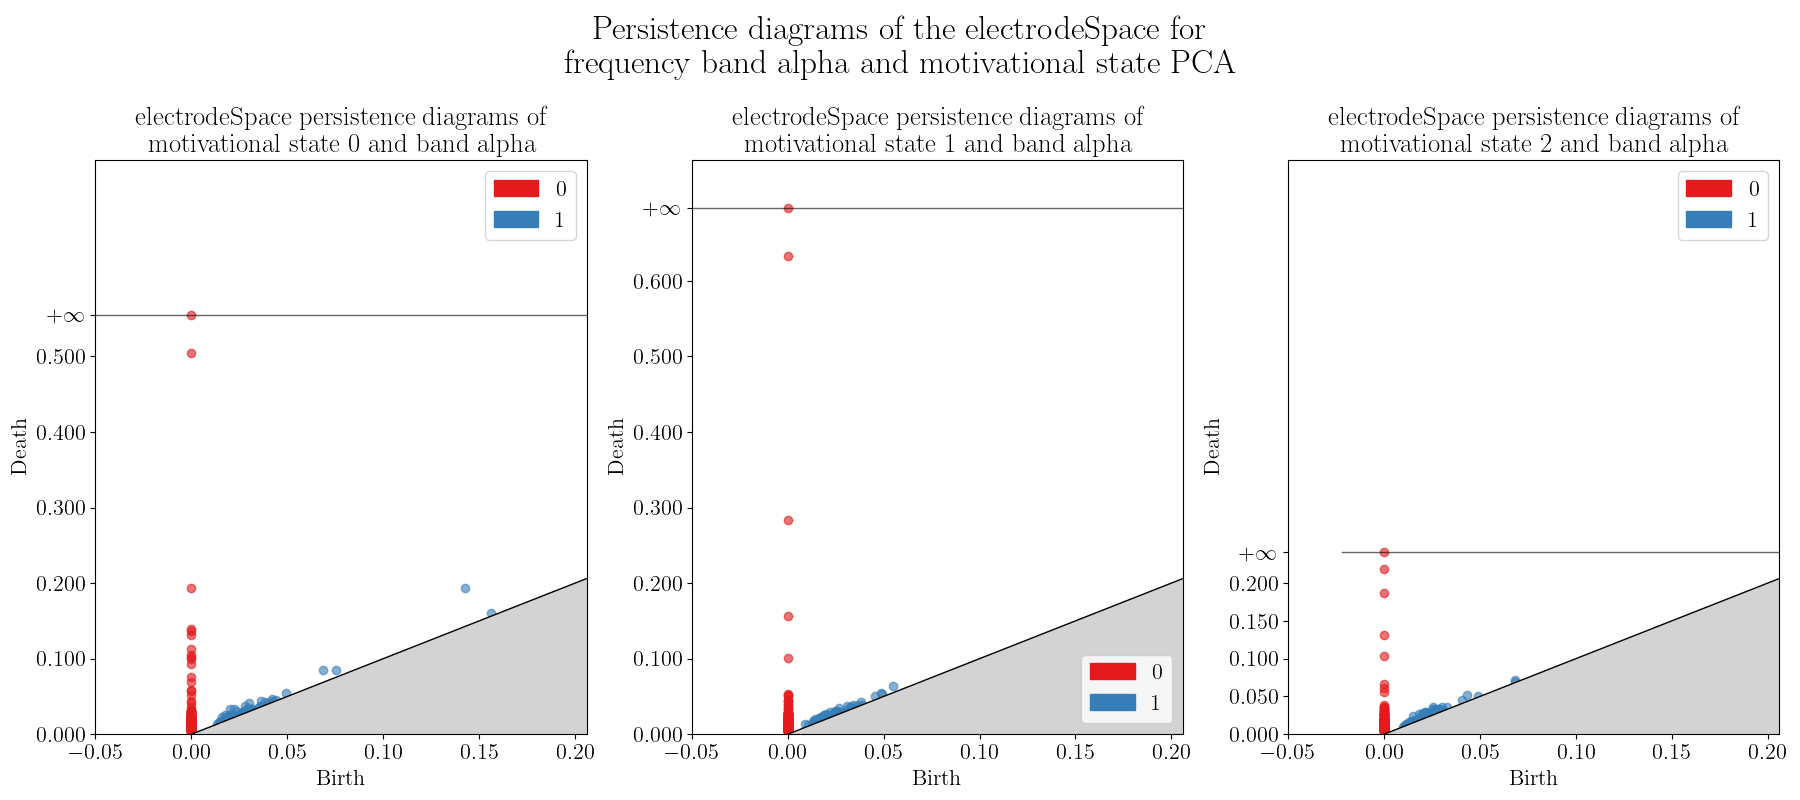 Persistence diagrams of the electrodeSpace for
frequency band alpha and motivational state PCA
electrodeSpace persistence diagrams of
motivational state 0 and band alpha
0
1
+∞
0.500
0.400
0.300
0.200
0.100
0.000
Death
−0.05 0.00 0.05 0.10 0.15 0.20
Birth
electrodeSpace persistence diagrams of
motivational state 1 and band alpha
+∞
0.600
0.500
0.400
0.300
0.200
0.100
0.000
Death
0
1
−0.05 0.00 0.05 0.10 0.15 0.20
Birth
electrodeSpace persistence diagrams of
motivational state 2 and band alpha
0
1
+∞
0.200
0.150
0.100
0.050
0.000
Death
−0.05 0.00 0.05 0.10 0.15 0.20
Birth